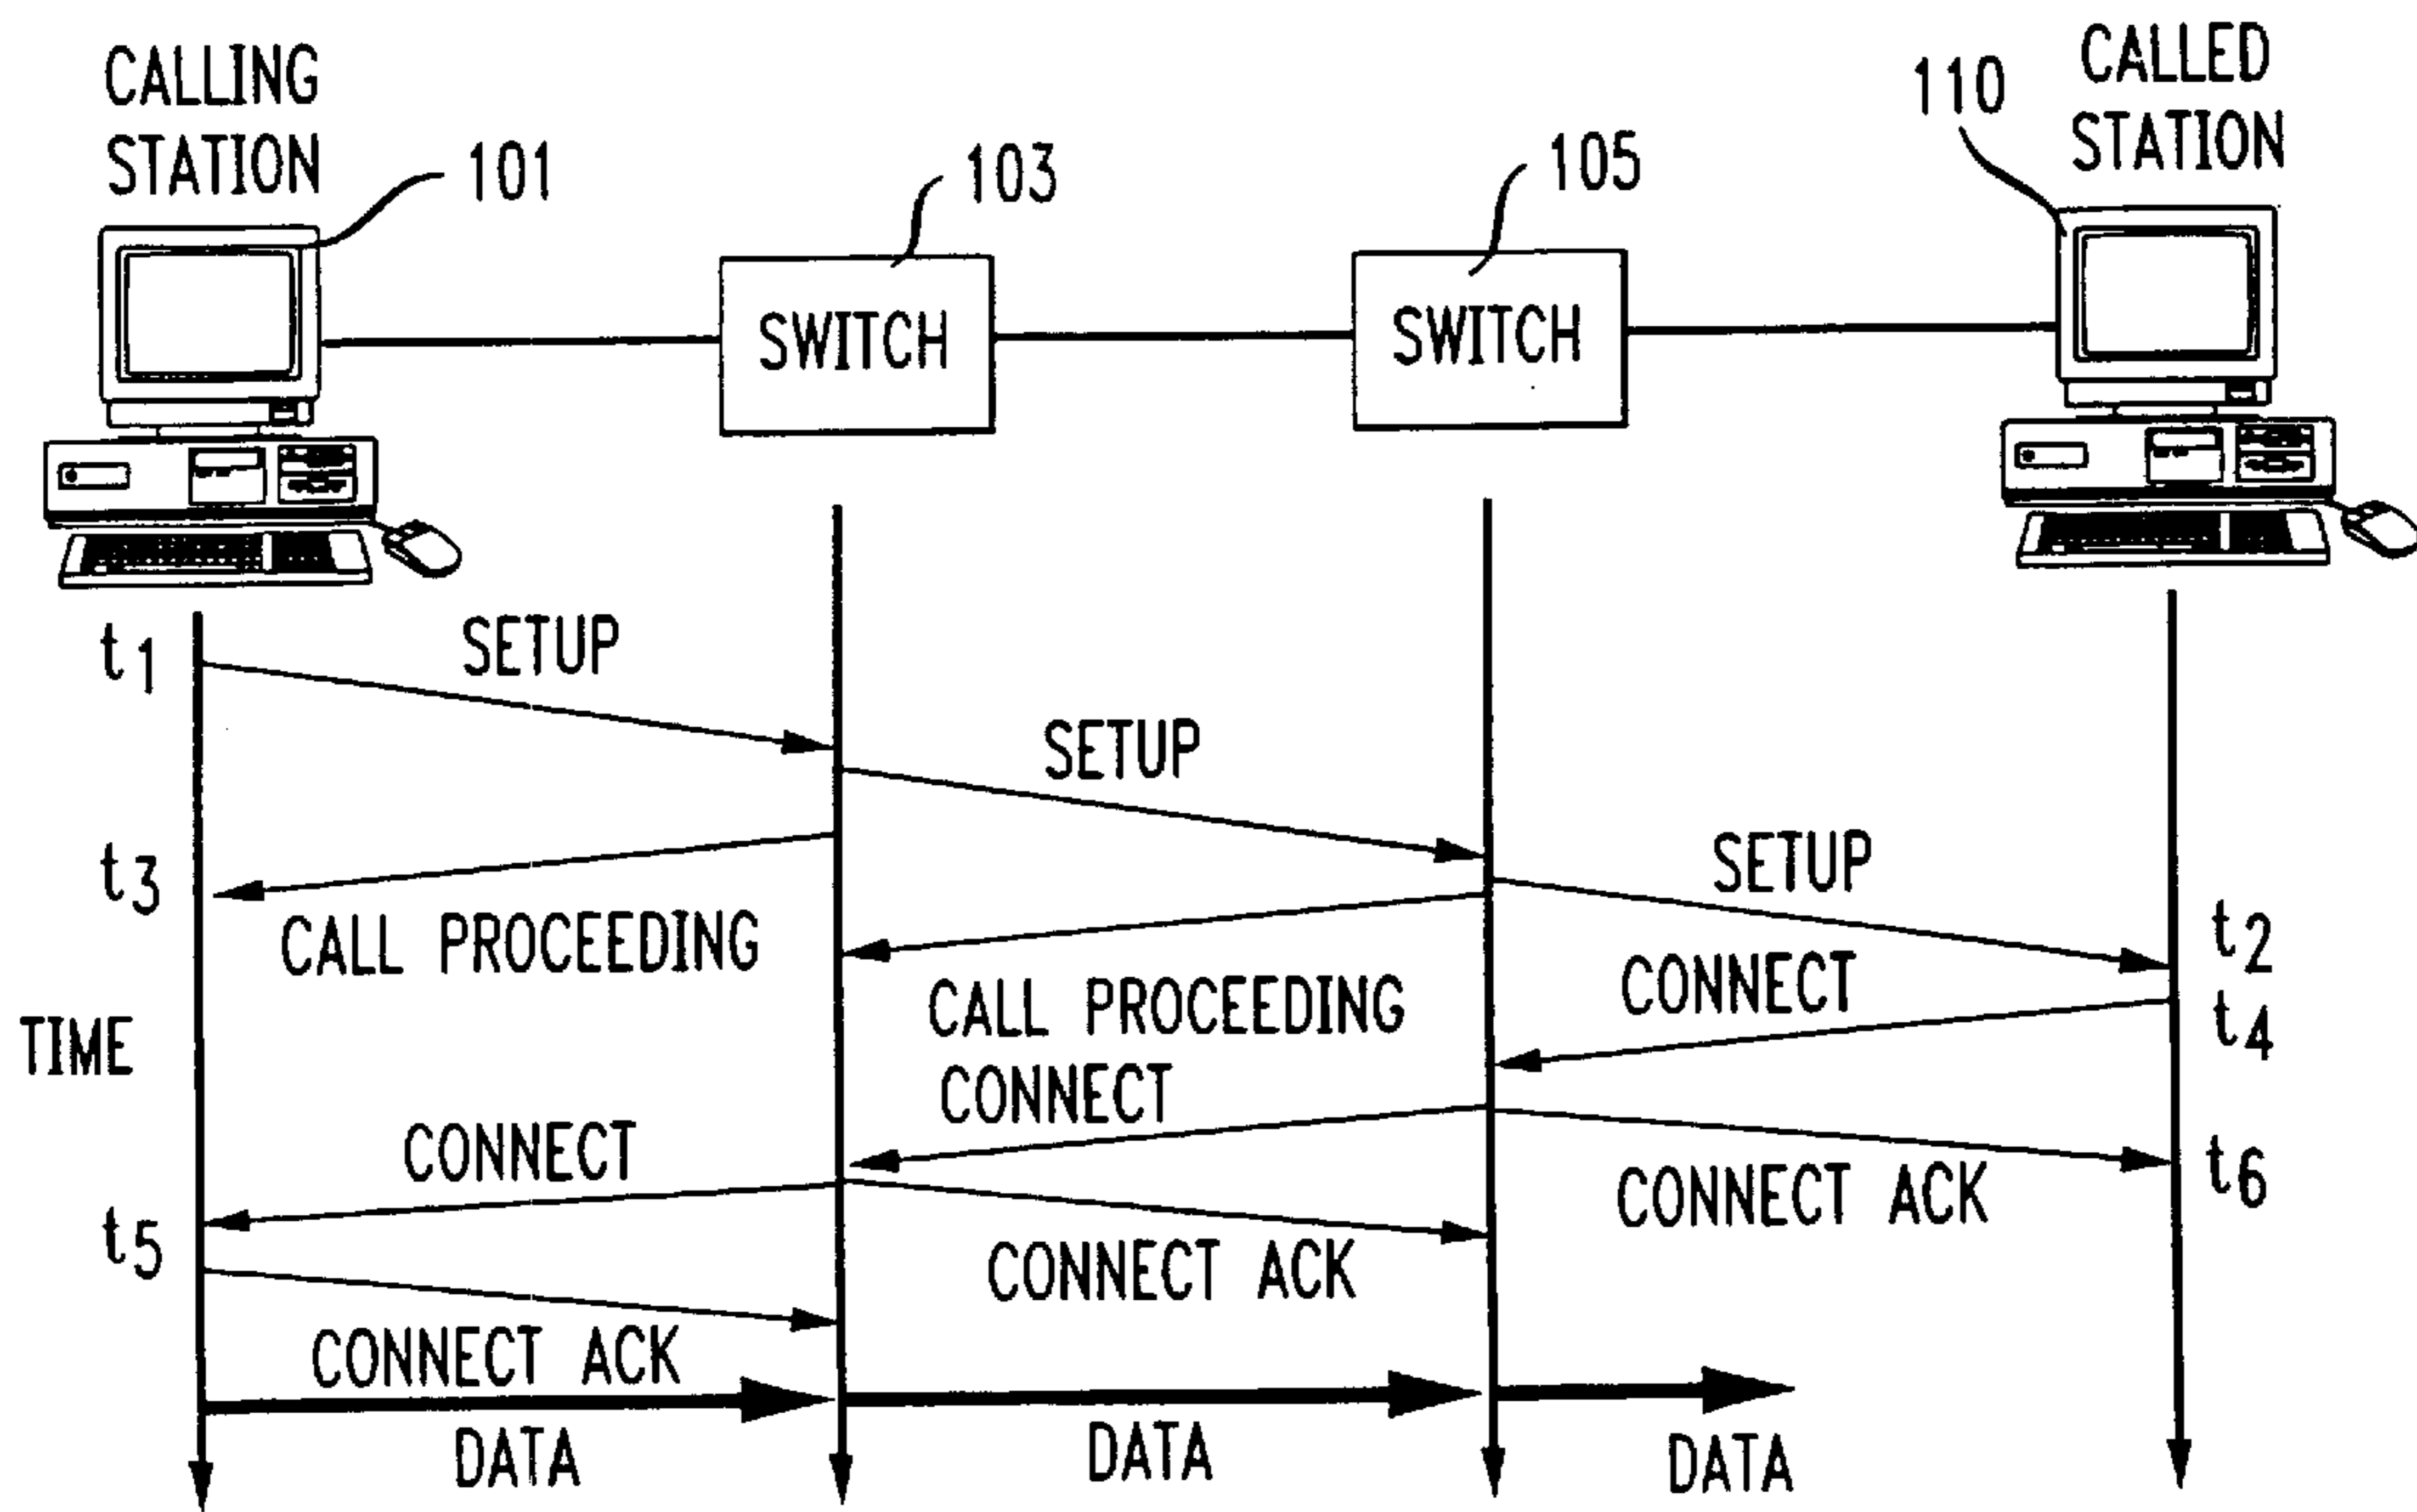 CALLING
STATION
101
103
105
110
CALLED
STATION
SWITCH
SWITCH
t1
SETUP
SETUP
t3
SETUP
CALL PROCEEDING
t2
CONNECT
CALL PROCEEDING
t4
TIME
CONNECT
CONNECT
t6
CONNECT ACK
t5
CONNECT ACK
CONNECT ACK
DATA
DATA
DATA